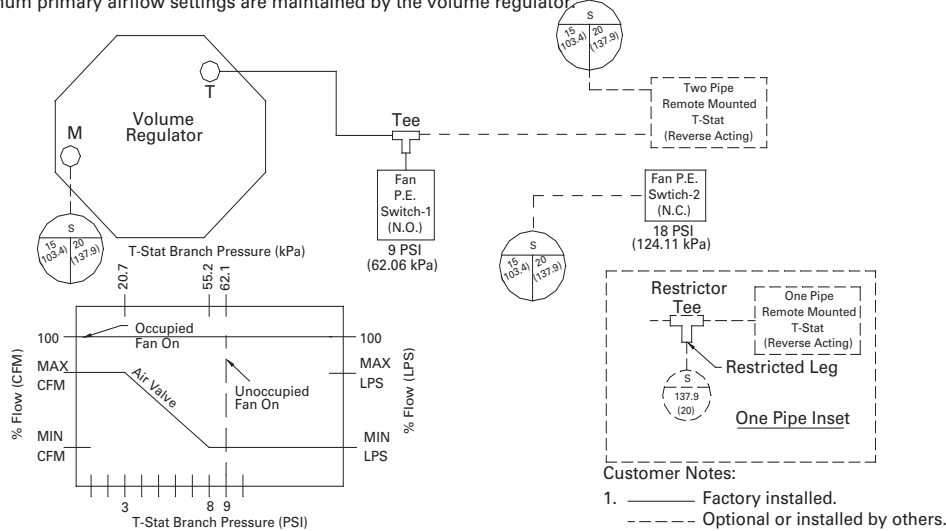 num primary airflow settings are maintained by the volume regulator.
S
15 20
(103.4) (137.9)
T
Volume
Regulator
M
Tee
Two Pipe
Remote Mounted
T-Stat
(Reverse Acting)
Fan
P.E.
Switch-1
(N.O.)
9 PSI
(62.06 kPa)
Fan P.E.
Swtich-2
(N.C.)
18 PSI
(124.11 kPa)
S
15 20
(103.4) (137.9)
S
15 20
(103.4) (137.9)
T-Stat Branch Pressure (kPa)
20.7
55.2
62.1
100
Occupied
Fan On
100
MAX
CFM
Air Valve
Unoccupied
Fan On
MAX
LPS
% Flow (CFM)
% Flow (LPS)
MIN
CFM
MIN
LPS
3 8 9
T-Stat Branch Pressure (PSI)
Restrictor
Tee
One Pipe
Remote Mounted
T-Stat
(Reverse Acting)
Restricted Leg
S
137.9
(20)
One Pipe Inset
Customer Notes:
1. Factory installed.
Optional or installed by others.